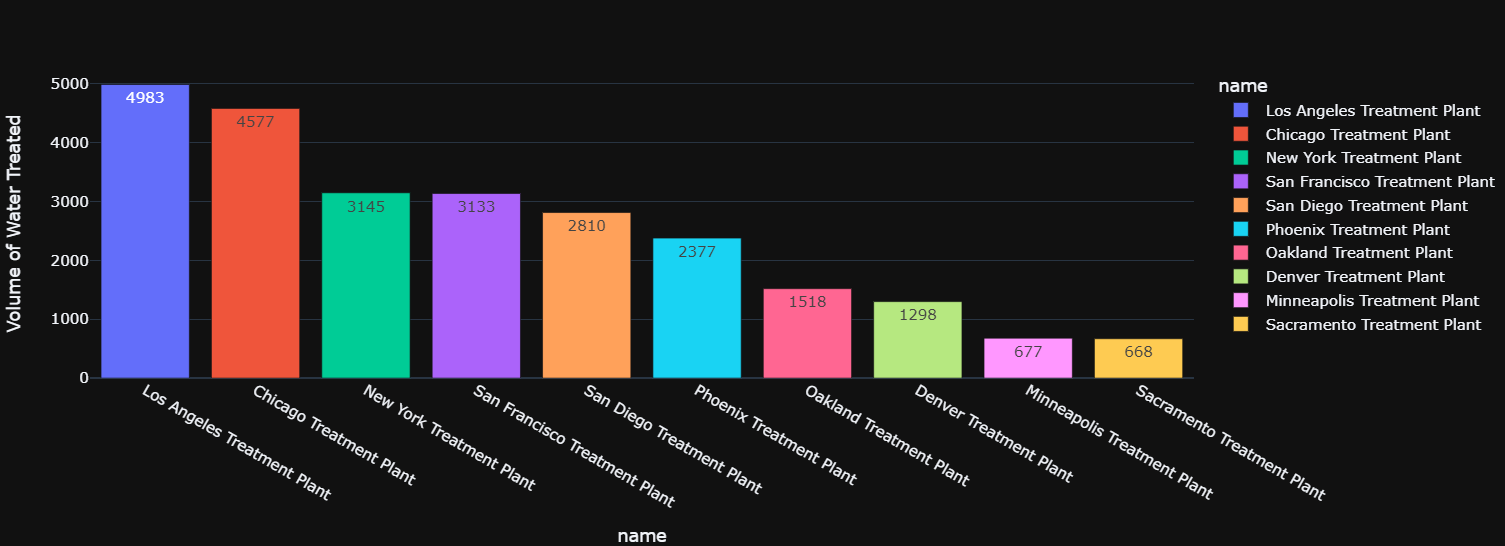 Volume of Water Treated
5000
4000
3000
2000
1000
0
4983
4577
3145
3133
2810
2377
1518
1298
677
668
Los Angeles Treatment Plant
Chicago Treatment Plant
New York Treatment Plant
San Francisco Treatment Plant
San Diego Treatment Plant
Phoenix Treatment Plant
Oakland Treatment Plant
Denver Treatment Plant
Minneapolis Treatment Plant
Sacramento Treatment Plant
name
name
Los Angeles Treatment Plant
Chicago Treatment Plant
New York Treatment Plant
San Francisco Treatment Plant
San Diego Treatment Plant
Phoenix Treatment Plant
Oakland Treatment Plant
Denver Treatment Plant
Minneapolis Treatment Plant
Sacramento Treatment Plant